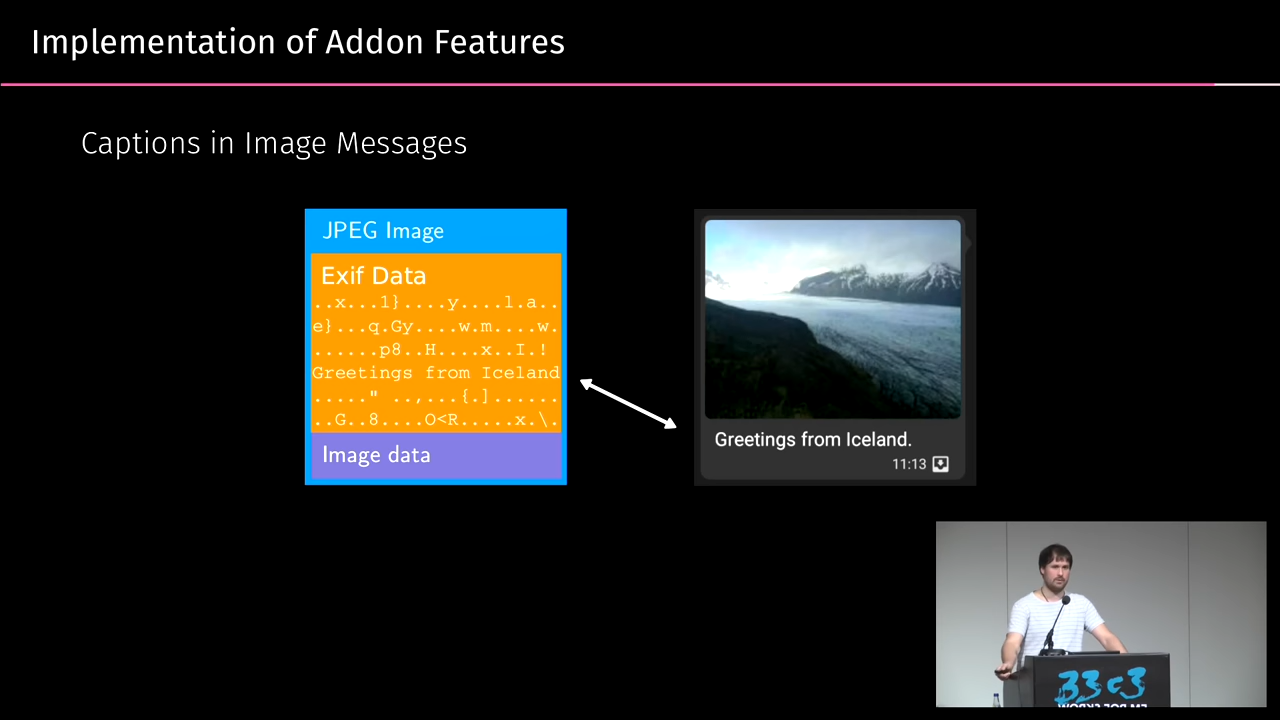 Implementation of Addon Features
Captions in Image Messages
JPEG Image
Exif Data
..x...1}....y....l.a..
e}...q.Gy....w.m....w.
......p8..H....x..I.!
Greetings from Iceland
....." ..,...{.]......
..G..8....O<R.....x.\.
Image data
Greetings from Iceland.
11:13
33c3